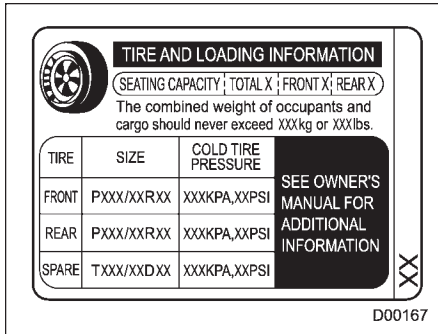 TIRE AND LOADING INFORMATION
SEATING CAPACITY TOTAL X FRONT X REAR X
The combined weight of occupants and
cargo should never exceed XXXkg or XXXlbs.
TIRE SIZE COLD TIRE PRESSURE
FRONT PXXX/XXRXX XXXKPA,XXPSI
REAR PXXX/XXRXX XXXKPA,XXPSI
SPARE TXXX/XXDXX XXXKPA,XXPSI
SEE OWNER'S
MANUAL FOR
ADDITIONAL
INFORMATION
XX
D00167